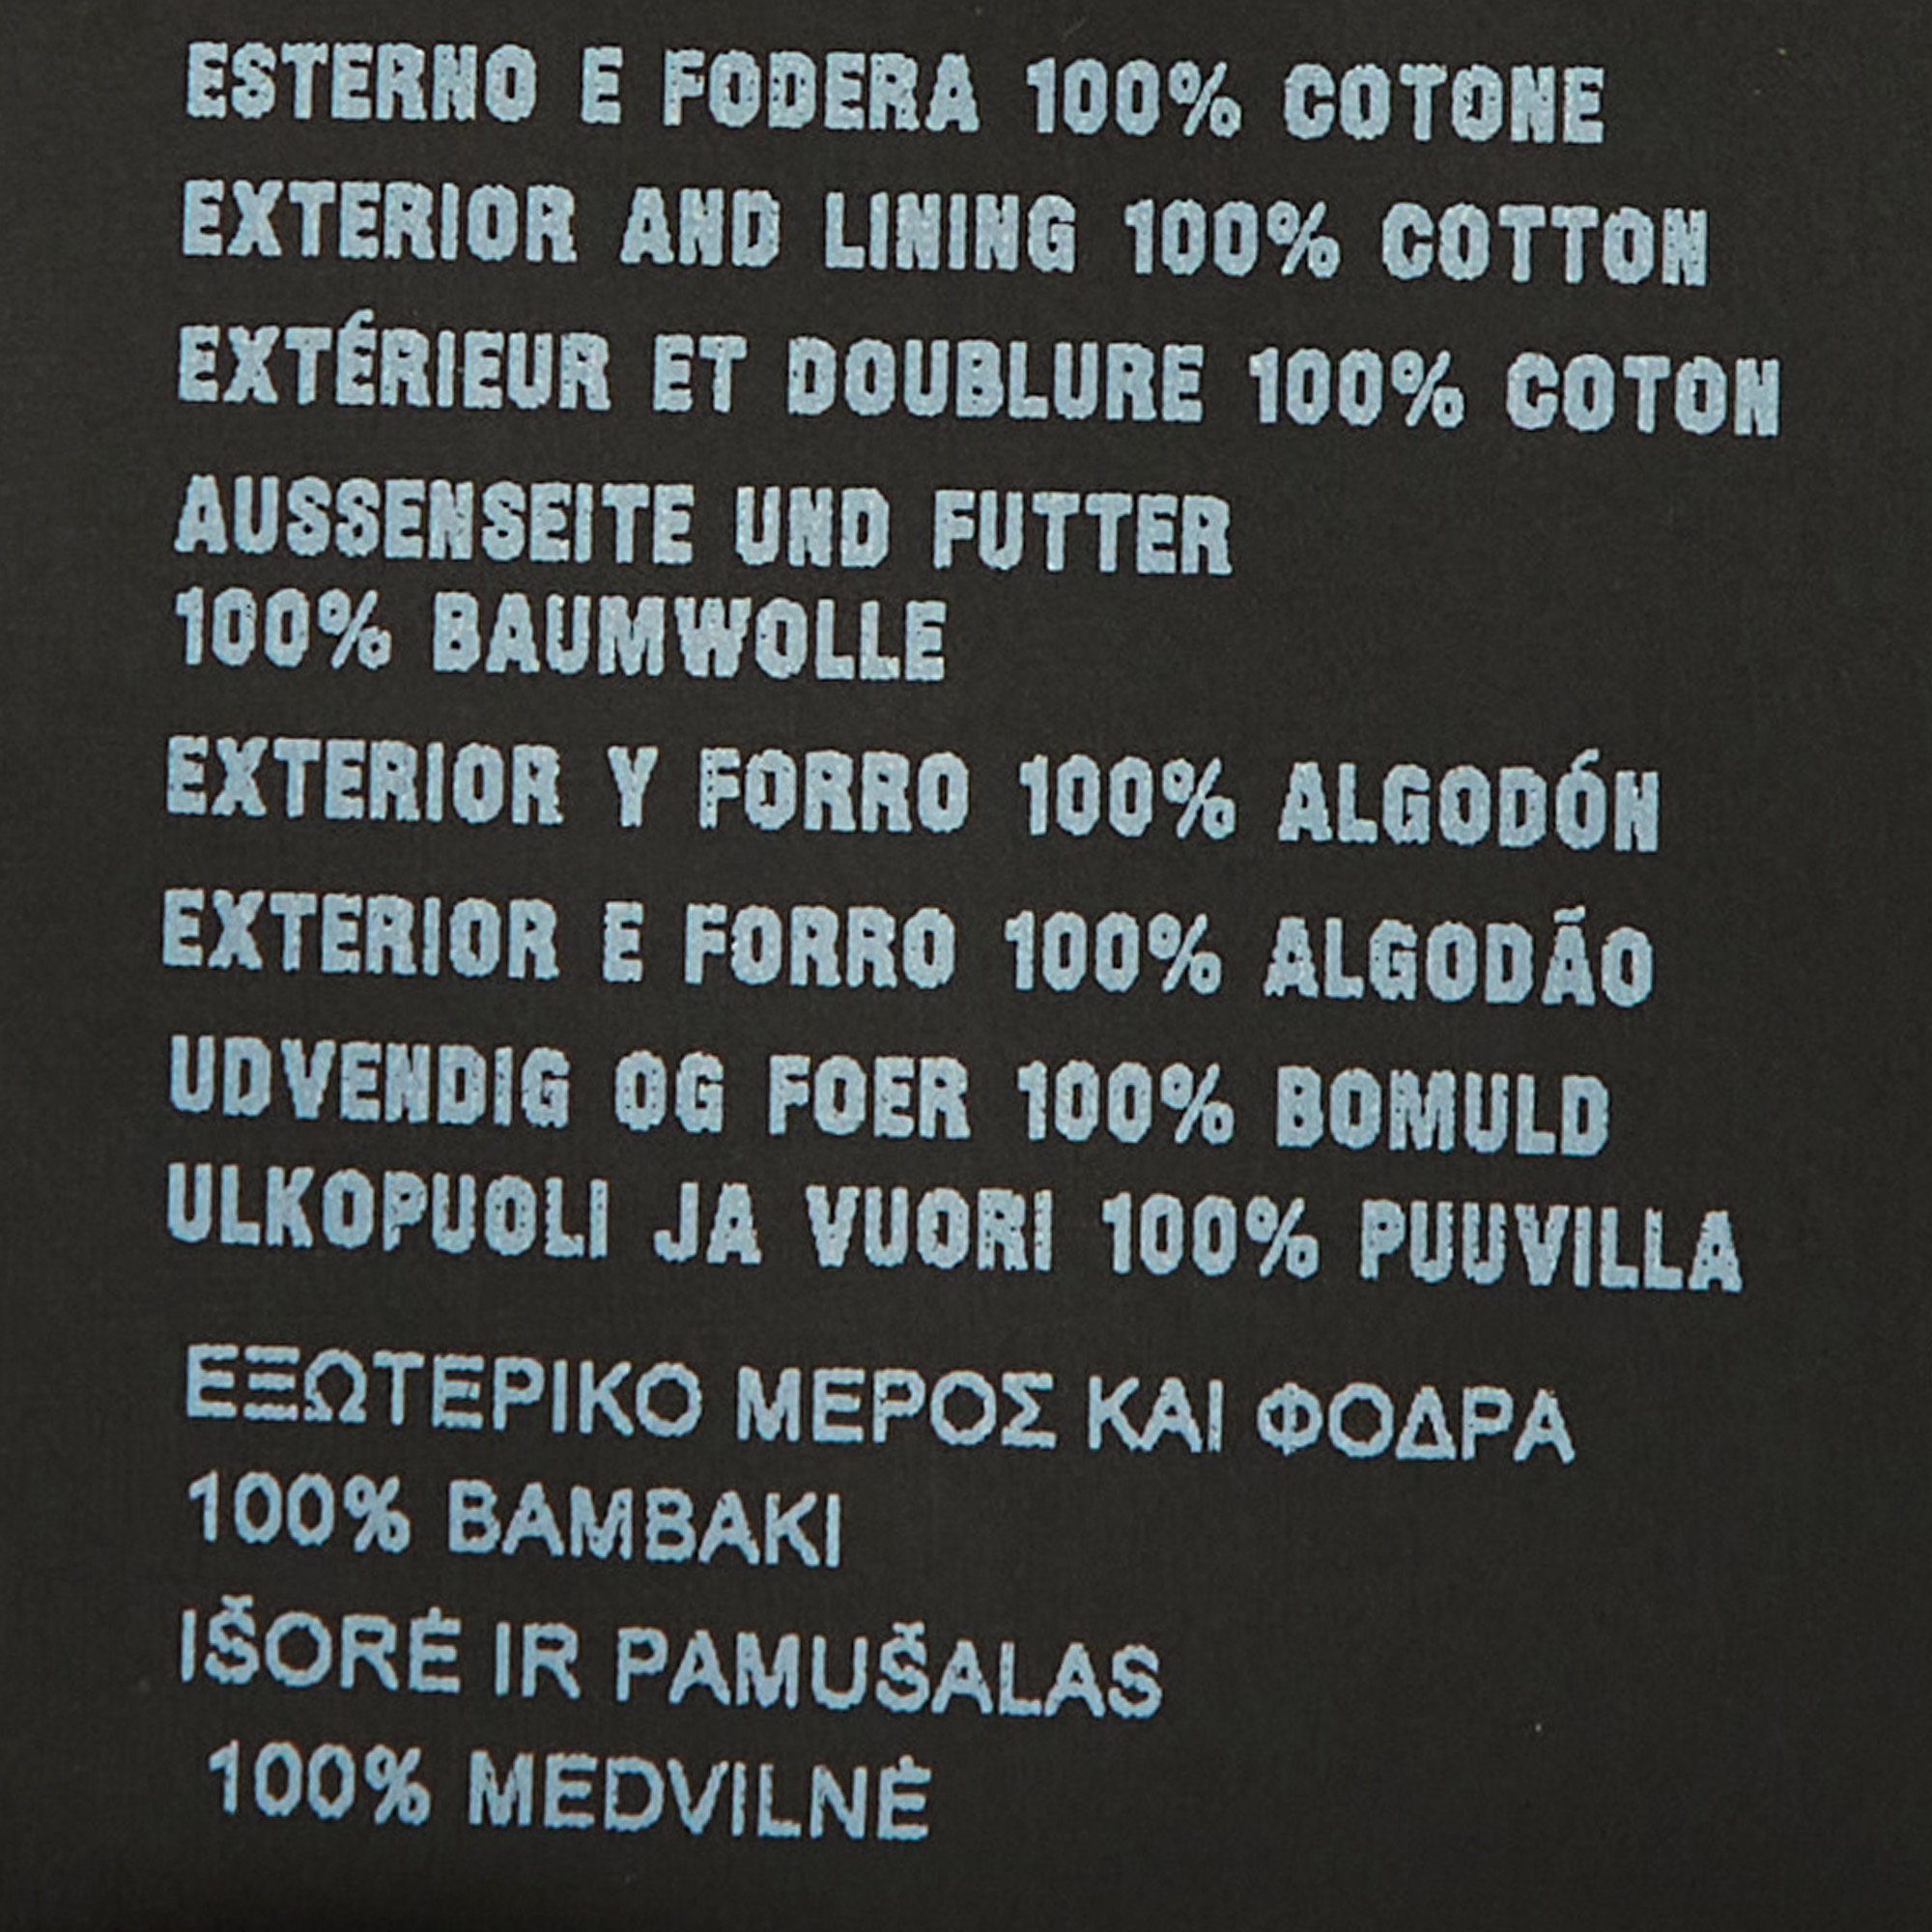 ESTERNO E FODERA 100% COTONE
EXTERIOR AND LINING 100% COTTON
EXTÉRIEUR ET DOUBLURE 100% COTON
AUSSENSEITE UND FUTTER
100% BAUMWOLLE
EXTERIOR Y FORRO 100% ALGODÓN
EXTERIOR E FORRO 100% ALGODÃO
UDVENDIG OG FOER 100% BOMULD
ULKOPUOLI JA VUORI 100% PUUVILLA
ΕΞΩΤΕΡΙΚΟ ΜΕΡΟΣ ΚΑΙ ΦΟΔΡΑ
100% ΒΑΜΒΑΚΙ
IŠORĖ IR PAMUŠALAS
100% MEDVILNĖ